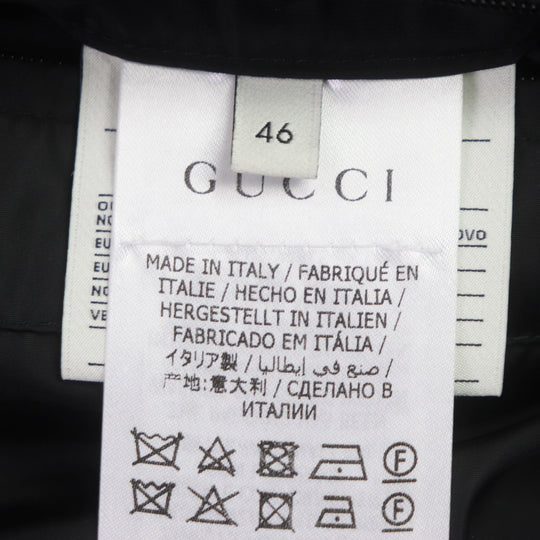 46
GUCCI
MADE IN ITALY / FABRIQUÉ EN
ITALIE / HECHO EN ITALIA /
HERGESTELLT IN ITALIEN /
FABRICADO EM ITÁLIA /
イタリア製 / صنع في إيطاليا /
产地:意大利 / СДЕЛАНО В
ИТАЛИИ
F
F